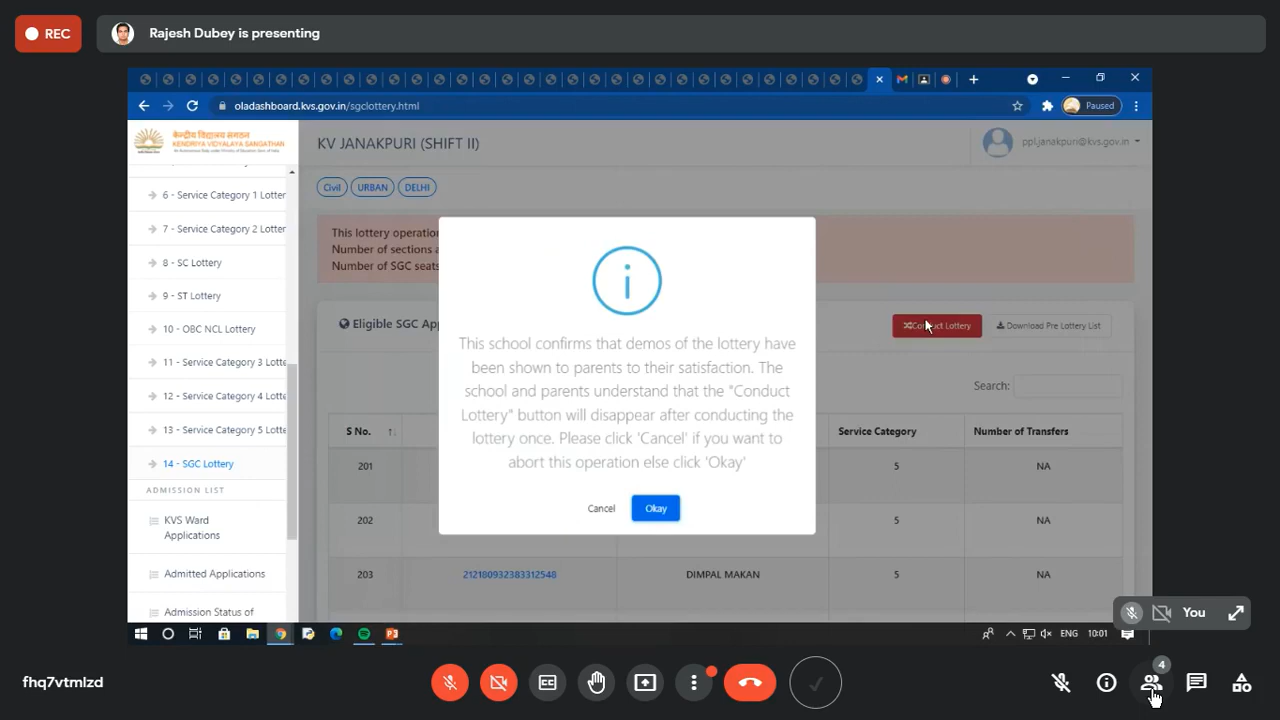 REC
Rajesh Dubey is presenting
oladashboard.kvs.gov.in/sgclottery.html
Paused
केन्द्रीय विद्यालय संगठन
KENDRIYA VIDYALAYA SANGATHAN
KV JANAKPURI (SHIFT II)
ppl.janakpuri@kvs.gov.in
Civil
URBAN
DELHI
6 - Service Category 1 Lotter
7 - Service Category 2 Lotter
8 - SC Lottery
9 - ST Lottery
10 - OBC NCL Lottery
11 - Service Category 3 Lotte
12 - Service Category 4 Lotte
13 - Service Category 5 Lotte
14 - SGC Lottery
ADMISSION LIST
KVS Ward
Applications
Admitted Applications
Admission Status of
This lottery operation
Number of sections a
Number of SGC seats
Eligible SGC App
Conduct Lottery
Download Pre Lottery List
Search:
S No.
Service Category
Number of Transfers
201
5
NA
202
5
NA
203
212180932383312548
DIMPAL MAKAN
5
NA
This school confirms that demos of the lottery have
been shown to parents to their satisfaction. The
school and parents understand that the "Conduct
Lottery" button will disappear after conducting the
lottery once. Please click 'Cancel' if you want to
abort this operation else click 'Okay'
Cancel
Okay
You
ENG
10:01
fhq7vtmlzd
4